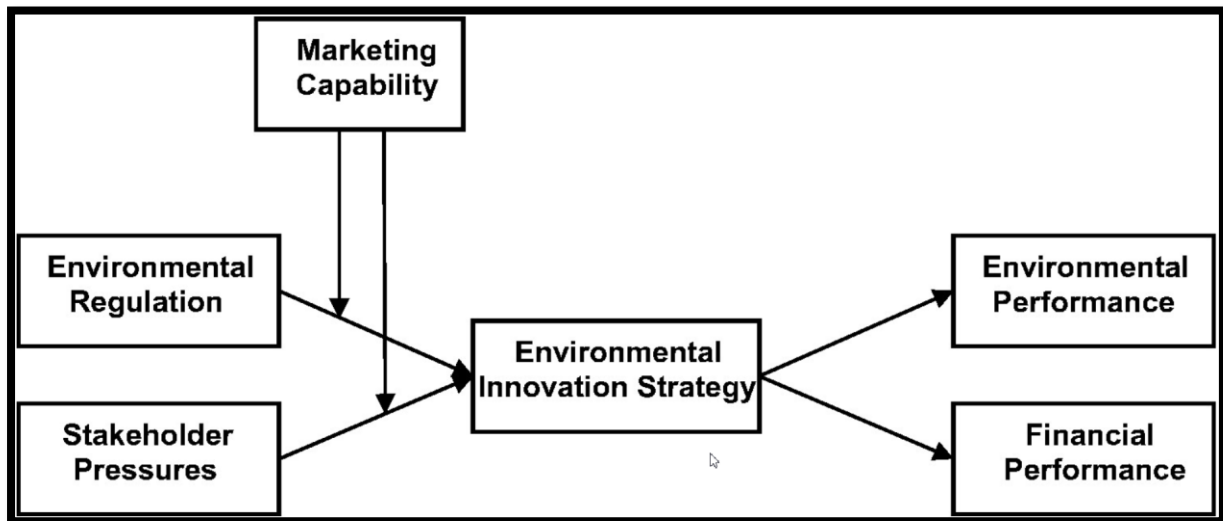 Marketing
Capability
Environmental
Regulation
Environmental
Performance
Environmental
Innovation Strategy
Stakeholder
Pressures
Financial
Performance